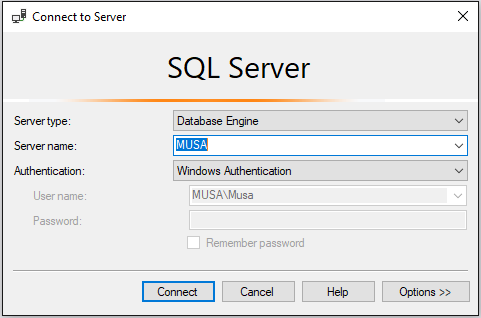 Connect to Server
SQL Server
Server type: Database Engine
Server name: MUSA
Authentication: Windows Authentication
User name: MUSA\Musa
Password:
Remember password
Connect Cancel Help Options >>